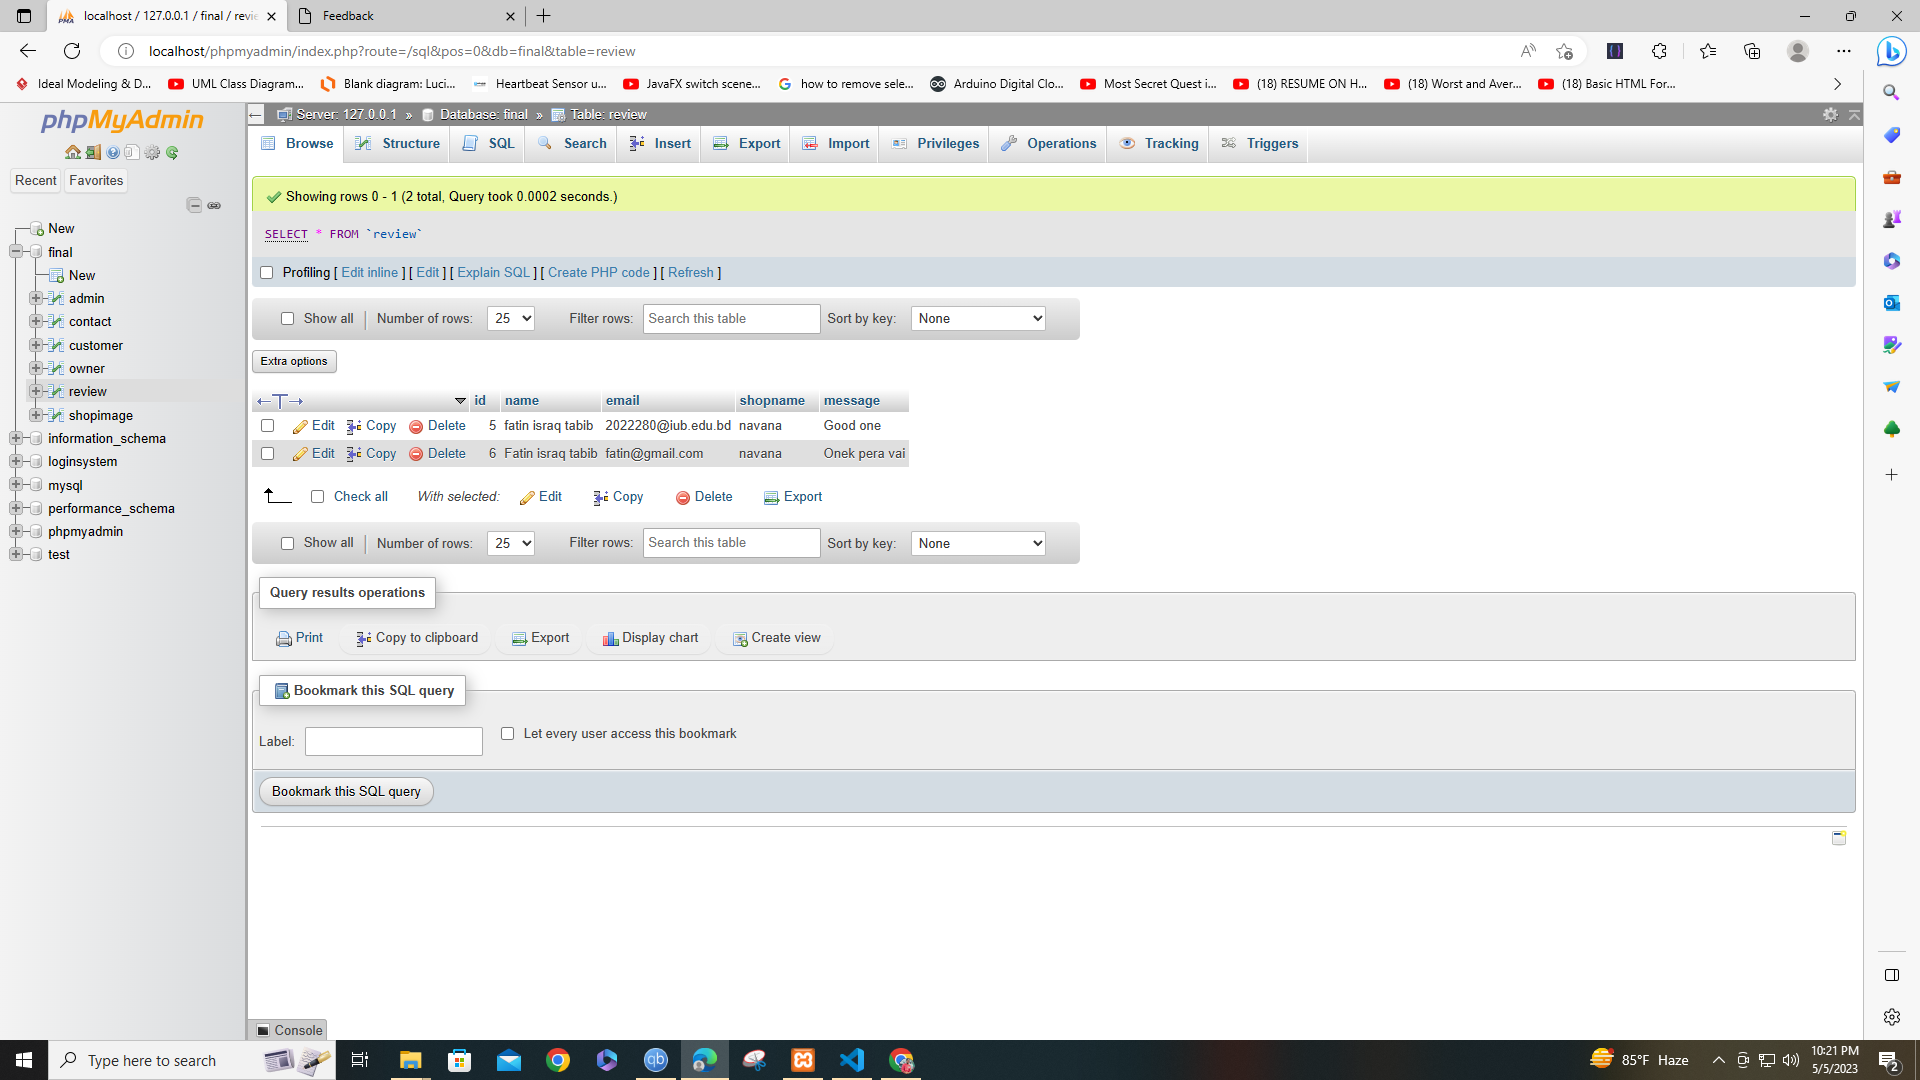 localhost / 127.0.0.1 / final / revie
Feedback
localhost/phpmyadmin/index.php?route=/sql&pos=0&db=final&table=review
Ideal Modeling & D...
UML Class Diagram...
Blank diagram: Luci...
Heartbeat Sensor u...
JavaFX switch scene...
how to remove sele...
Arduino Digital Clo...
Most Secret Quest i...
(18) RESUME ON H...
(18) Worst and Aver...
(18) Basic HTML For...
phpMyAdmin
Recent
Favorites
New
final
New
admin
contact
customer
owner
review
shopimage
information_schema
loginsystem
mysql
performance_schema
phpmyadmin
test
Server: 127.0.0.1 » Database: final » Table: review
Browse Structure SQL Search Insert Export Import Privileges Operations Tracking Triggers
Showing rows 0 - 1 (2 total, Query took 0.0002 seconds.)
SELECT * FROM `review`
Profiling [ Edit inline ] [ Edit ] [ Explain SQL ] [ Create PHP code ] [ Refresh ]
Show all Number of rows: 25 Filter rows: Search this table Sort by key: None
Extra options
←T→ id name email shopname message
Edit Copy Delete 5 fatin israq tabib 2022280@iub.edu.bd navana Good one
Edit Copy Delete 6 Fatin israq tabib fatin@gmail.com navana Onek pera vai
Check all With selected: Edit Copy Delete Export
Show all Number of rows: 25 Filter rows: Search this table Sort by key: None
Query results operations
Print Copy to clipboard Export Display chart Create view
Bookmark this SQL query
Label: Let every user access this bookmark
Bookmark this SQL query
Console
Type here to search
85°F Haze
10:21 PM
5/5/2023
2